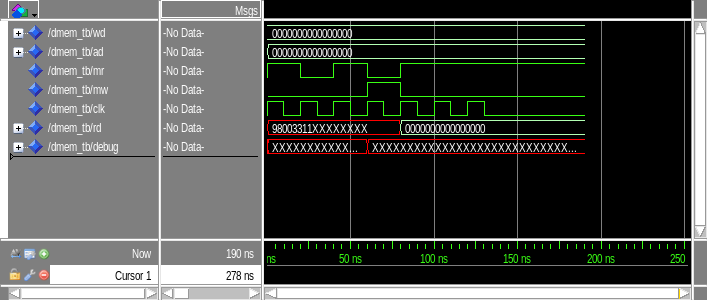 Msgs
/dmem_tb/wd -No Data- 0000000000000000
/dmem_tb/ad -No Data- 0000000000000000
/dmem_tb/mr -No Data-
/dmem_tb/mw -No Data-
/dmem_tb/clk -No Data-
/dmem_tb/rd -No Data- 98003311XXXXXXXX 0000000000000000
/dmem_tb/debug -No Data- XXXXXXXXXXX... XXXXXXXXXXXXXXXXXXXXXXXXXXX...
Now 190 ns ns 50 ns 100 ns 150 ns 200 ns 250
Cursor 1 278 ns